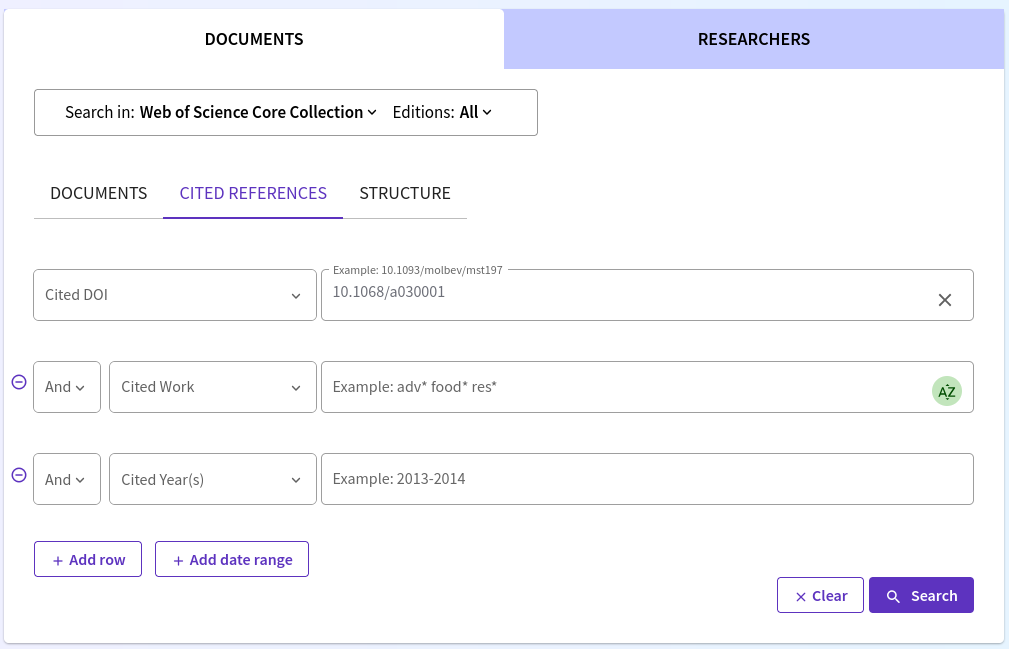 DOCUMENTS
RESEARCHERS
Search in: Web of Science Core Collection Editions: All
DOCUMENTS CITED REFERENCES STRUCTURE
Example: 10.1093/molbev/mst197
Cited DOI 10.1068/a030001
And Cited Work Example: adv* food* res*
AZ
And Cited Year(s) Example: 2013-2014
+ Add row + Add date range
× Clear Search